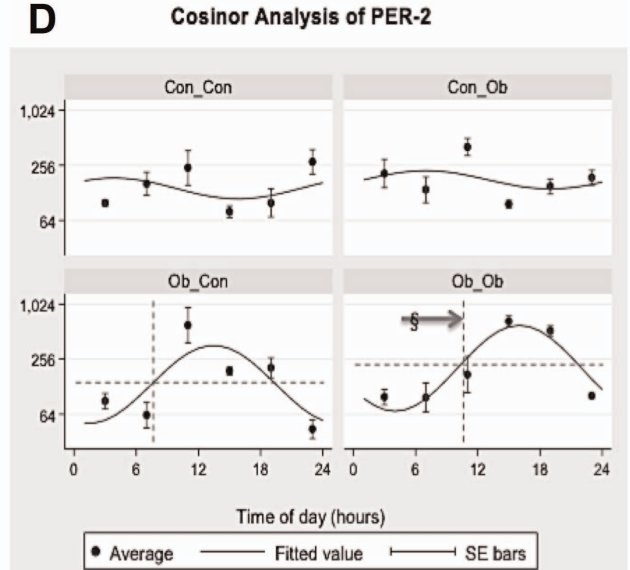 D
Cosinor Analysis of PER-2
Con_Con Con_Ob
1,024
256
64
Ob_Con Ob_Ob
1,024
§
256
64
0 6 12 18 24 0 6 12 18 24
Time of day (hours)
Average Fitted value SE bars